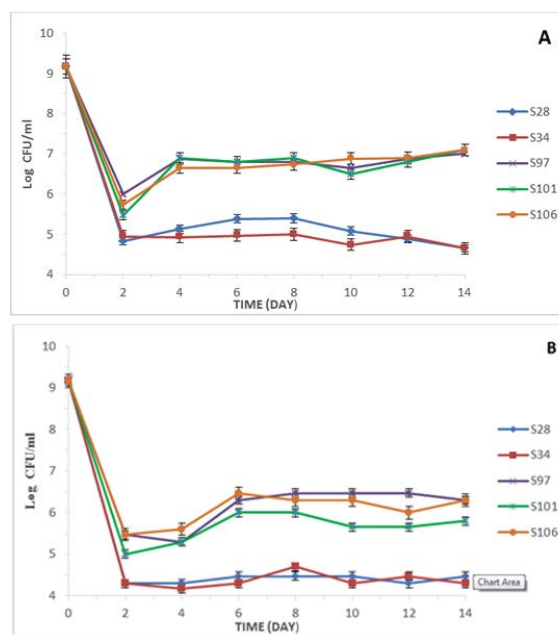 A
10
9
8
7
6
5
4
Log CFU/ml
0 2 4 6 8 10 12 14
TIME (DAY)
S28
S34
S97
S101
S106
B
10
9
8
7
6
5
4
Log CFU/ml
0 2 4 6 8 10 12 14
TIME (DAY)
S28
S34
S97
S101
S106
Chart Area